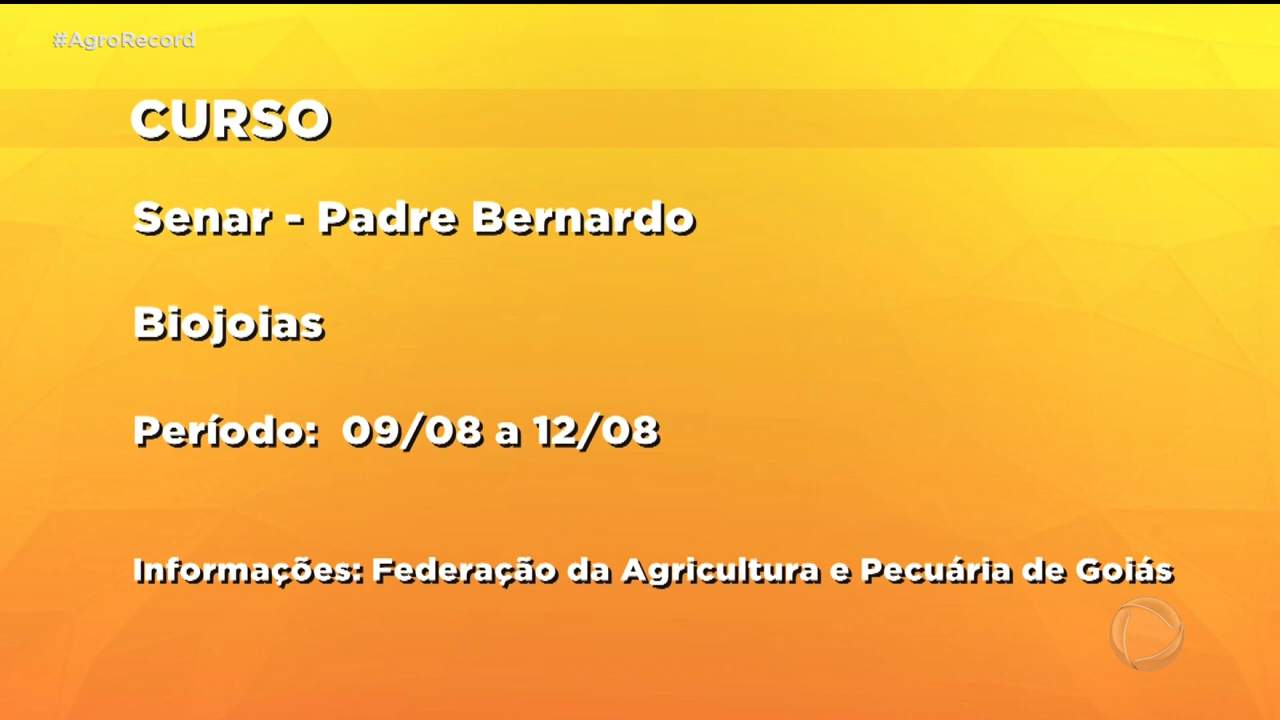 #AgroRecord
CURSO
Senar - Padre Bernardo
Biojoias
Período: 09/08 a 12/08
Informações: Federação da Agricultura e Pecuária de Goiás